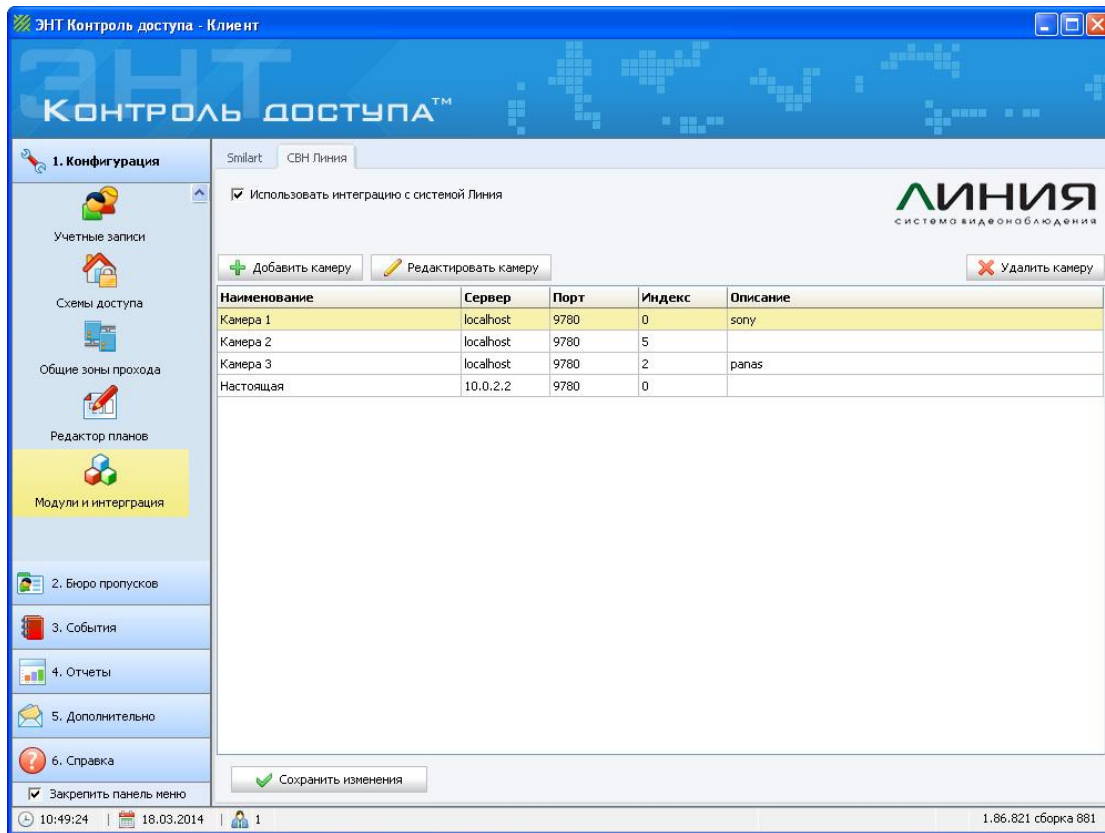 ЭНТ Контроль доступа - Клиент
ЭНТ
Контроль доступа™
1. Конфигурация
Учетные записи
Схемы доступа
Общие зоны прохода
Редактор планов
Модули и интерграция
2. Бюро пропусков
3. События
4. Отчеты
5. Дополнительно
6. Справка
Закрепить панель меню
Smilart СВН Линия
Использовать интеграцию с системой Линия
ЛИНИЯ
система видеонаблюдения
Добавить камеру Редактировать камеру Удалить камеру
Наименование Сервер Порт Индекс Описание
Камера 1 localhost 9780 0 sony
Камера 2 localhost 9780 5
Камера 3 localhost 9780 2 panas
Настоящая 10.0.2.2 9780 0
Сохранить изменения
10:49:24 | 18.03.2014 | 1 1.86.821 сборка 881